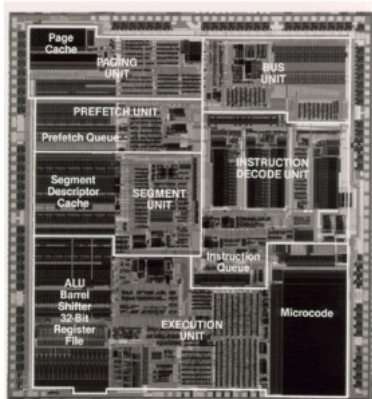 Page
Cache
PAGING
UNIT
BUS
UNIT
PREFETCH UNIT
Prefetch Queue
INSTRUCTION
DECODE UNIT
Segment
Descriptor
Cache
SEGMENT
UNIT
Instruction
Queue
ALU
Barrel
Shifter
32-Bit
Register
File
EXECUTION
UNIT
Microcode